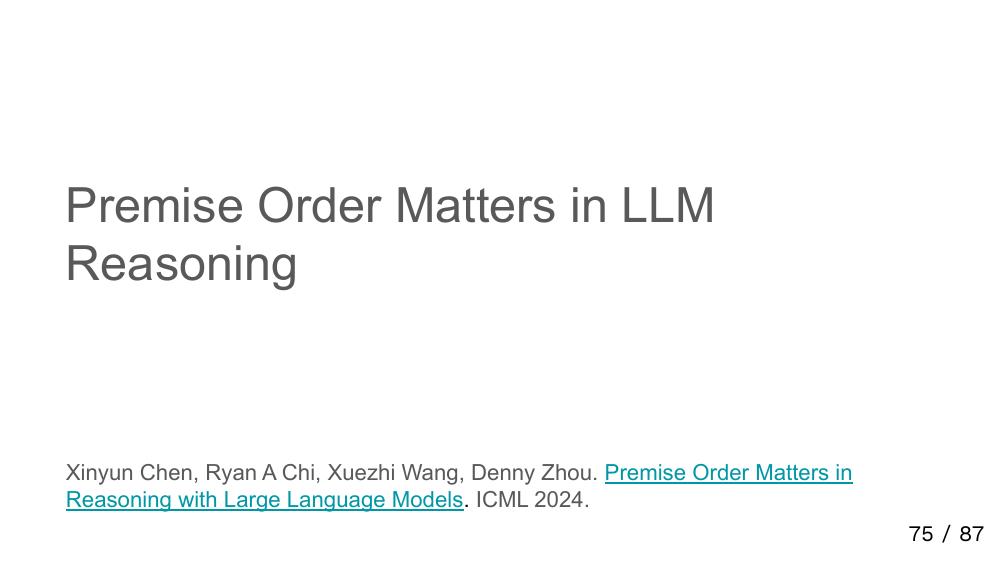 Premise Order Matters in LLM
Reasoning
Xinyun Chen, Ryan A Chi, Xuezhi Wang, Denny Zhou. Premise Order Matters in
Reasoning with Large Language Models. ICML 2024.
75 / 87